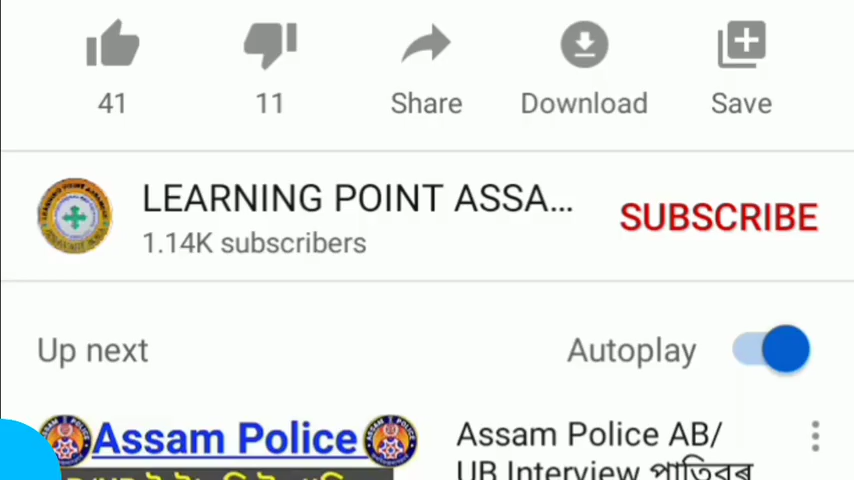 41
11
Share
Download
Save
LEARNING POINT ASSA...
1.14K subscribers
SUBSCRIBE
Up next
Autoplay
Assam Police
Assam Police AB/
UB Interview পাতিবৰ